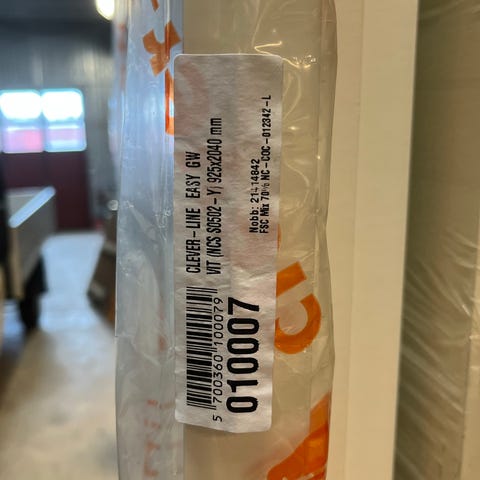 CLEVER-LINE EASY GW
VIT (NCS S0502-Y) 925x2040 mm
Nobb: 21414842
FSC Mix 70% NC-COC-012342-L
5 700360 100079
010007